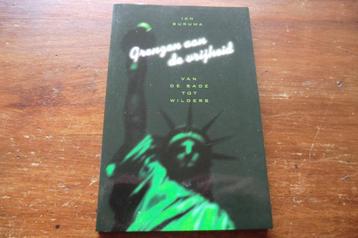 IAN
BURUMA
Grenzen aan
de vrijheid
VAN
DE SADE
TOT
WILDERS